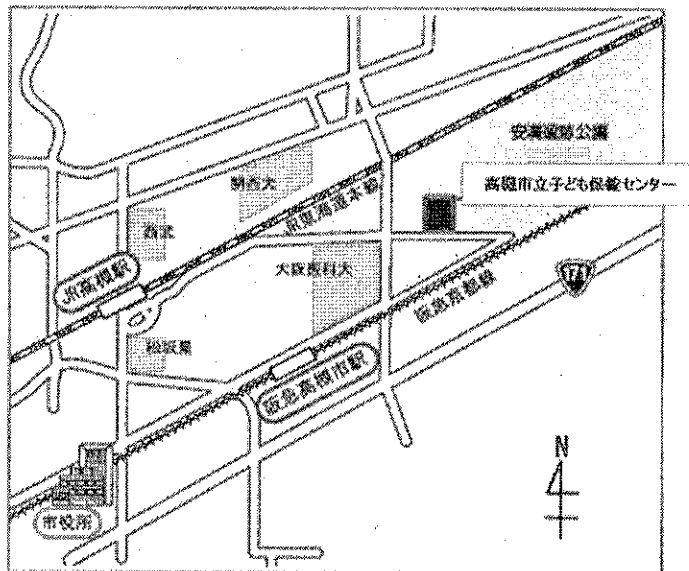 安満遺跡公園
高槻市立子ども保健センター
関西大
JR東海道本線
西武
大阪医科大
JR高槻駅
171
阪急京都線
松坂屋
阪急高槻市駅
N
市役所